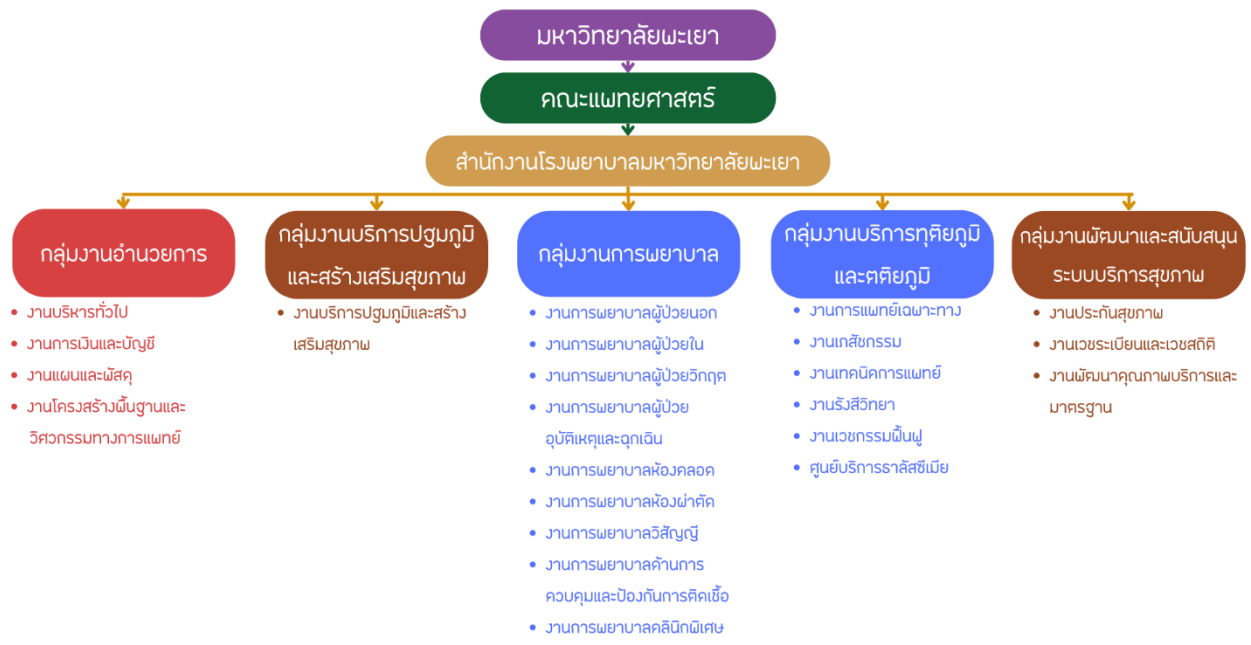 มหาวิทยาลัยพะเยา
คณะแพทยศาสตร์
สำนักงานโรงพยาบาลมหาวิทยาลัยพะเยา
กลุ่มงานอำนวยการ
• งานบริหารทั่วไป
• งานการเงินและบัญชี
• งานแผนและพัสดุ
• งานโครงสร้างพื้นฐานและ
วิศวกรรมทางการแพทย์
กลุ่มงานบริการปฐมภูมิ
และสร้างเสริมสุขภาพ
• งานบริการปฐมภูมิและสร้าง
เสริมสุขภาพ
กลุ่มงานการพยาบาล
• งานการพยาบาลผู้ป่วยนอก
• งานการพยาบาลผู้ป่วยใน
• งานการพยาบาลผู้ป่วยวิกฤต
• งานการพยาบาลผู้ป่วย
อุบัติเหตุและฉุกเฉิน
• งานการพยาบาลห้องคลอด
• งานการพยาบาลห้องผ่าตัด
• งานการพยาบาลวิสัญญี
• งานการพยาบาลด้านการ
ควบคุมและป้องกันการติดเชื้อ
• งานการพยาบาลคลินิกพิเศษ
กลุ่มงานบริการทุติยภูมิ
และตติยภูมิ
• งานการแพทย์เฉพาะทาง
• งานเภสัชกรรม
• งานเทคนิคการแพทย์
• งานรังสีวิทยา
• งานเวชกรรมฟื้นฟู
• ศูนย์บริการธาลัสซีเมีย
กลุ่มงานพัฒนาและสนับสนุน
ระบบบริการสุขภาพ
• งานประกันสุขภาพ
• งานเวชระเบียนและเวชสถิติ
• งานพัฒนาคุณภาพบริการและ
มาตรฐาน